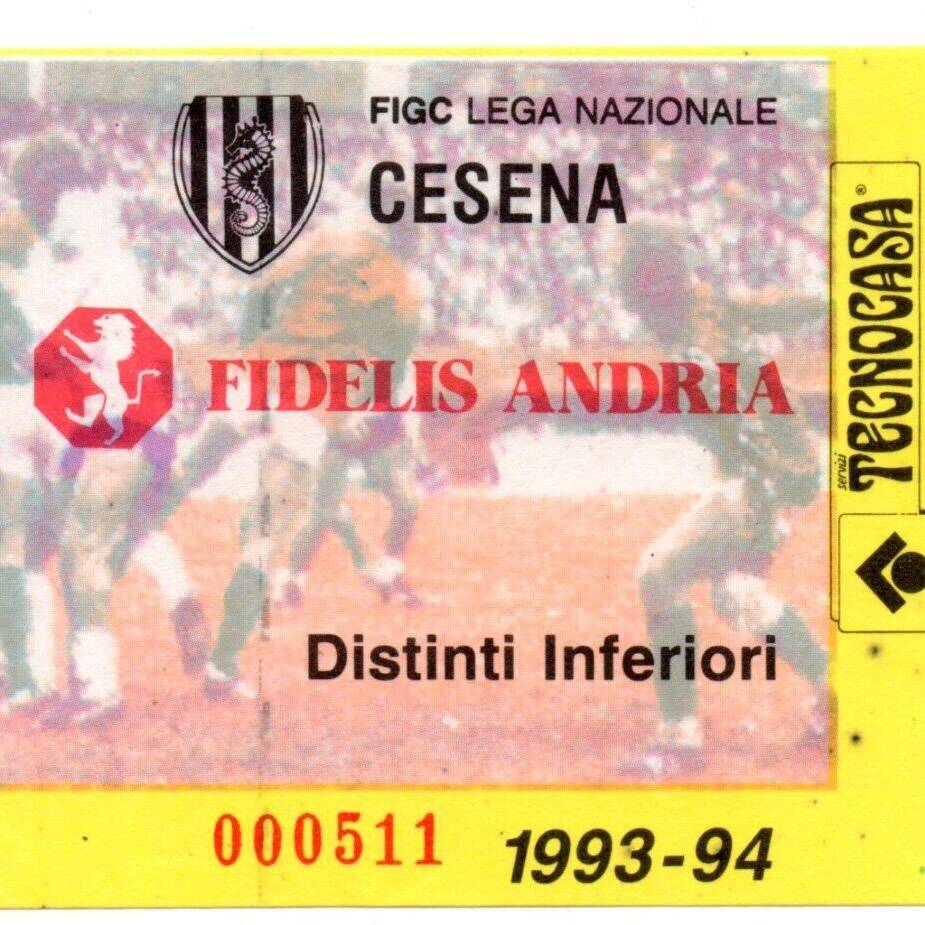 FIGC LEGA NAZIONALE
CESENA
FIDELIS ANDRIA
Distinti Inferiori
000511
1993-94
servizi
TECNOCASA®